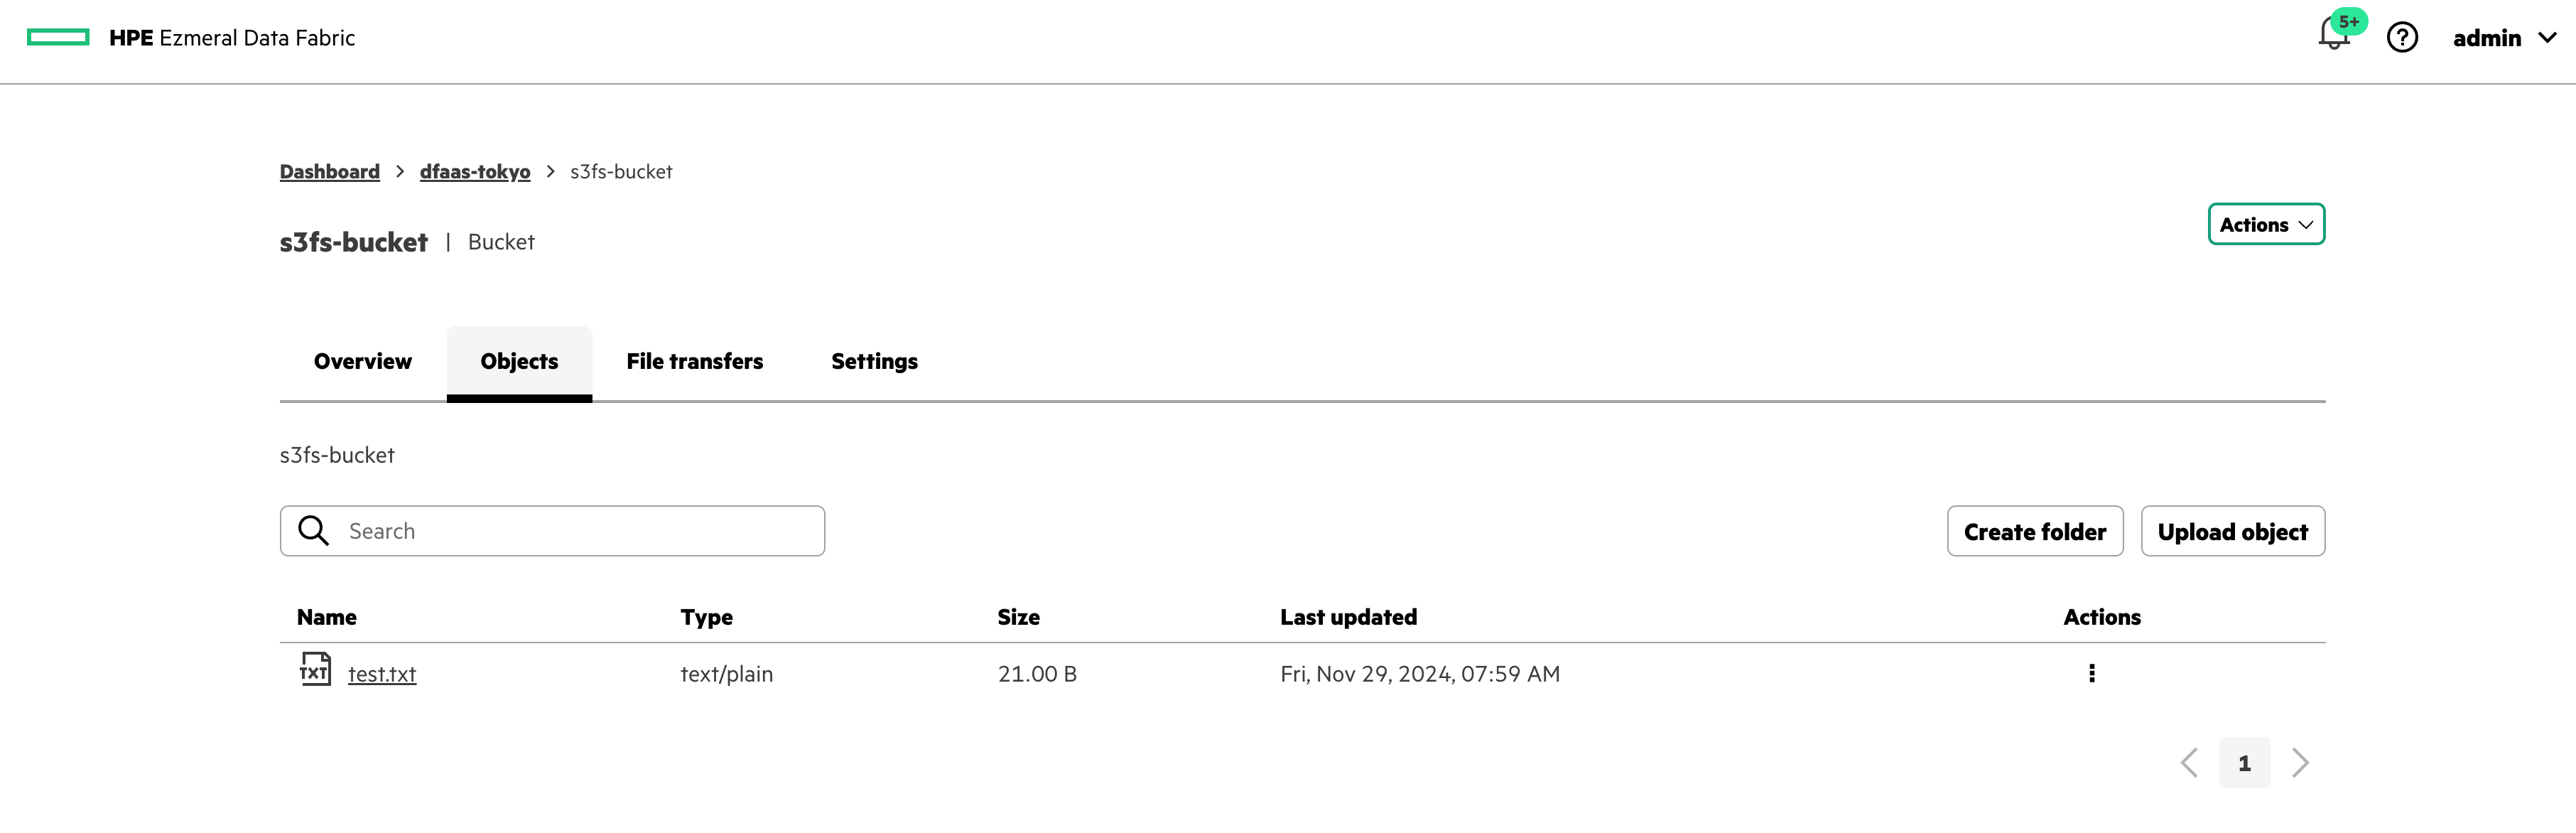 HPE Ezmeral Data Fabric
5+
?
admin
Dashboard > dfaas-tokyo > s3fs-bucket
s3fs-bucket | Bucket
Actions
Overview Objects File transfers Settings
s3fs-bucket
Search
Create folder Upload object
Name Type Size Last updated Actions
TXT test.txt text/plain 21.00 B Fri, Nov 29, 2024, 07:59 AM
1